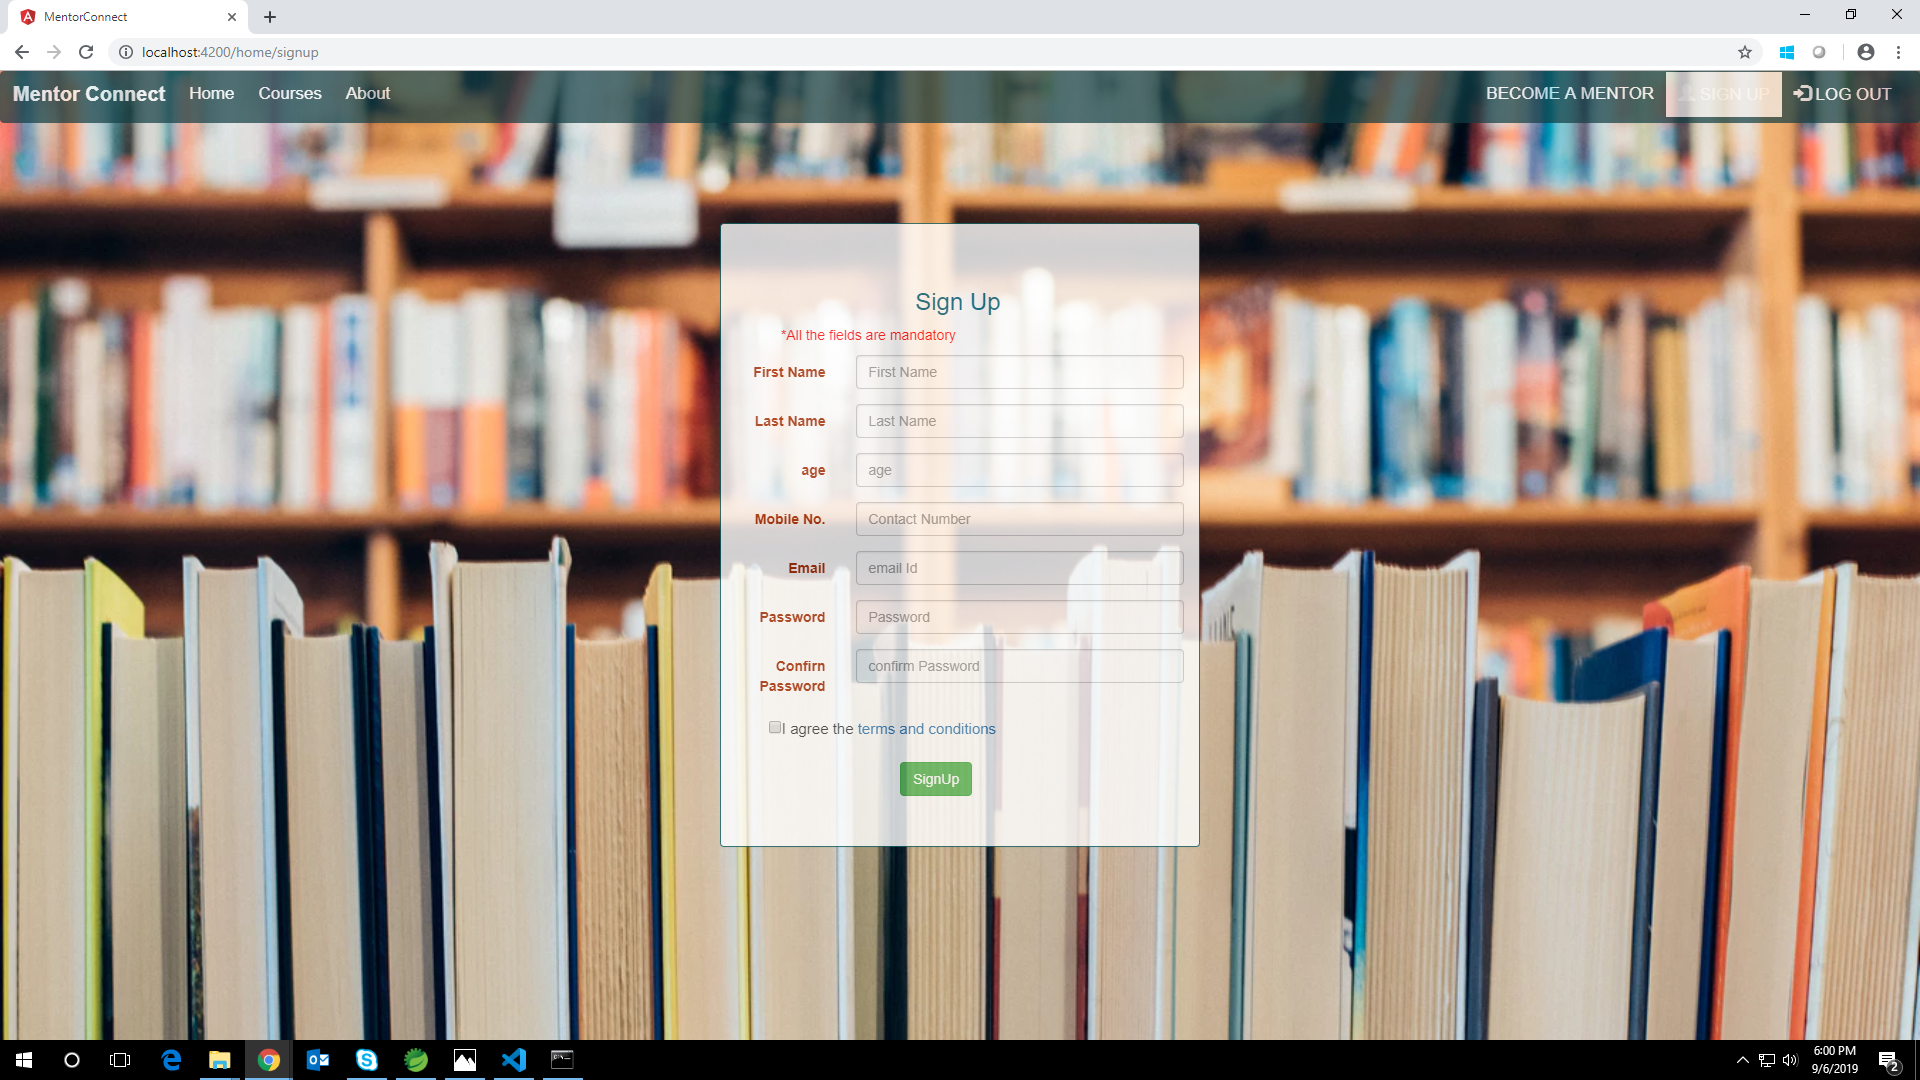 MentorConnect
localhost:4200/home/signup
Mentor Connect Home Courses About BECOME A MENTOR SIGN UP LOG OUT
Sign Up
*All the fields are mandatory
First Name First Name
Last Name Last Name
age age
Mobile No. Contact Number
Email email Id
Password Password
Confirn Password confirm Password
I agree the terms and conditions
SignUp
6:00 PM
9/6/2019
2